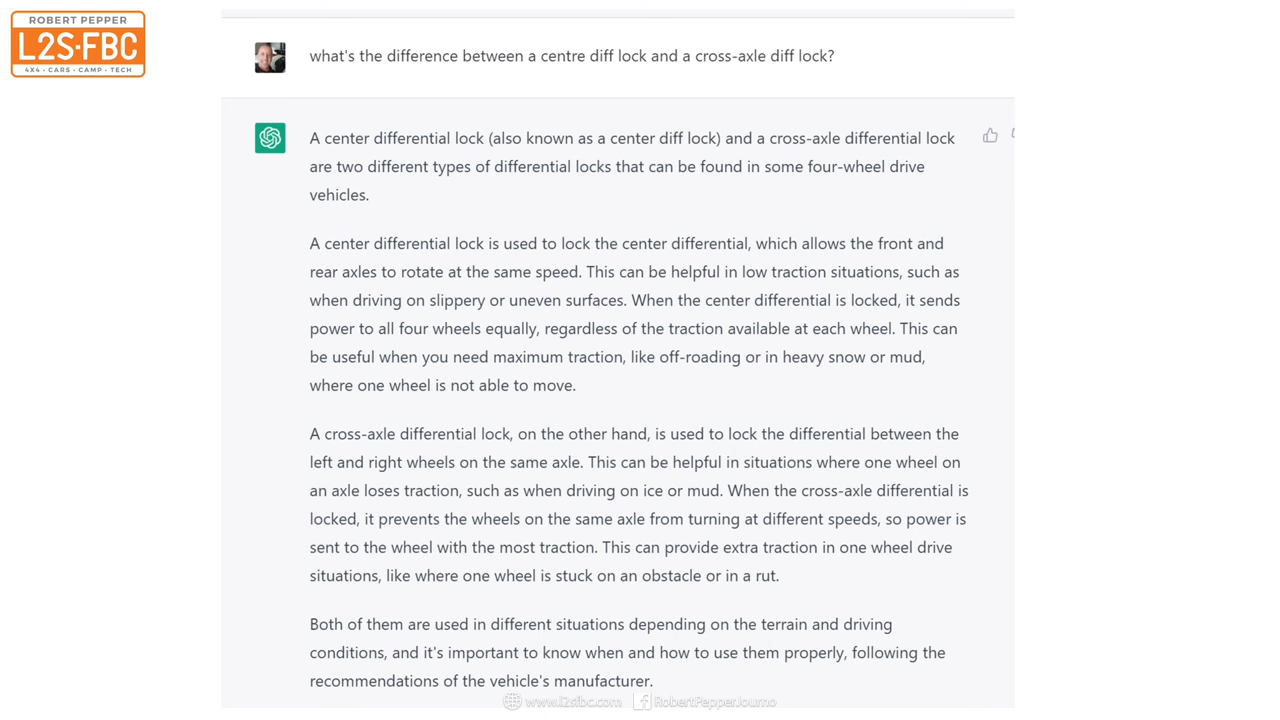 ROBERT PEPPER
L2S·FBC
4X4 • CARS • CAMP • TECH
what's the difference between a centre diff lock and a cross-axle diff lock?
A center differential lock (also known as a center diff lock) and a cross-axle differential lock
are two different types of differential locks that can be found in some four-wheel drive
vehicles.
A center differential lock is used to lock the center differential, which allows the front and
rear axles to rotate at the same speed. This can be helpful in low traction situations, such as
when driving on slippery or uneven surfaces. When the center differential is locked, it sends
power to all four wheels equally, regardless of the traction available at each wheel. This can
be useful when you need maximum traction, like off-roading or in heavy snow or mud,
where one wheel is not able to move.
A cross-axle differential lock, on the other hand, is used to lock the differential between the
left and right wheels on the same axle. This can be helpful in situations where one wheel on
an axle loses traction, such as when driving on ice or mud. When the cross-axle differential is
locked, it prevents the wheels on the same axle from turning at different speeds, so power is
sent to the wheel with the most traction. This can provide extra traction in one wheel drive
situations, like where one wheel is stuck on an obstacle or in a rut.
Both of them are used in different situations depending on the terrain and driving
conditions, and it's important to know when and how to use them properly, following the
recommendations of the vehicle's manufacturer.
www.l2sfbc.com RobertPepperJourno